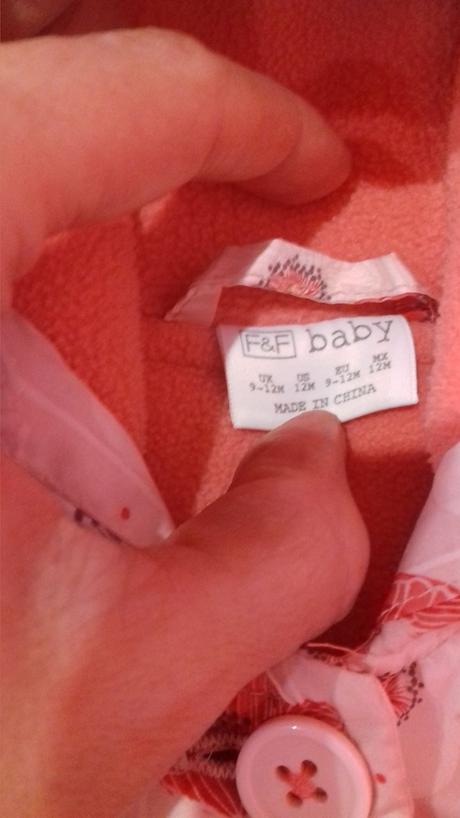 F&F baby
UK US EU MX
9-12M 12M 9-12M 12M
MADE IN CHINA